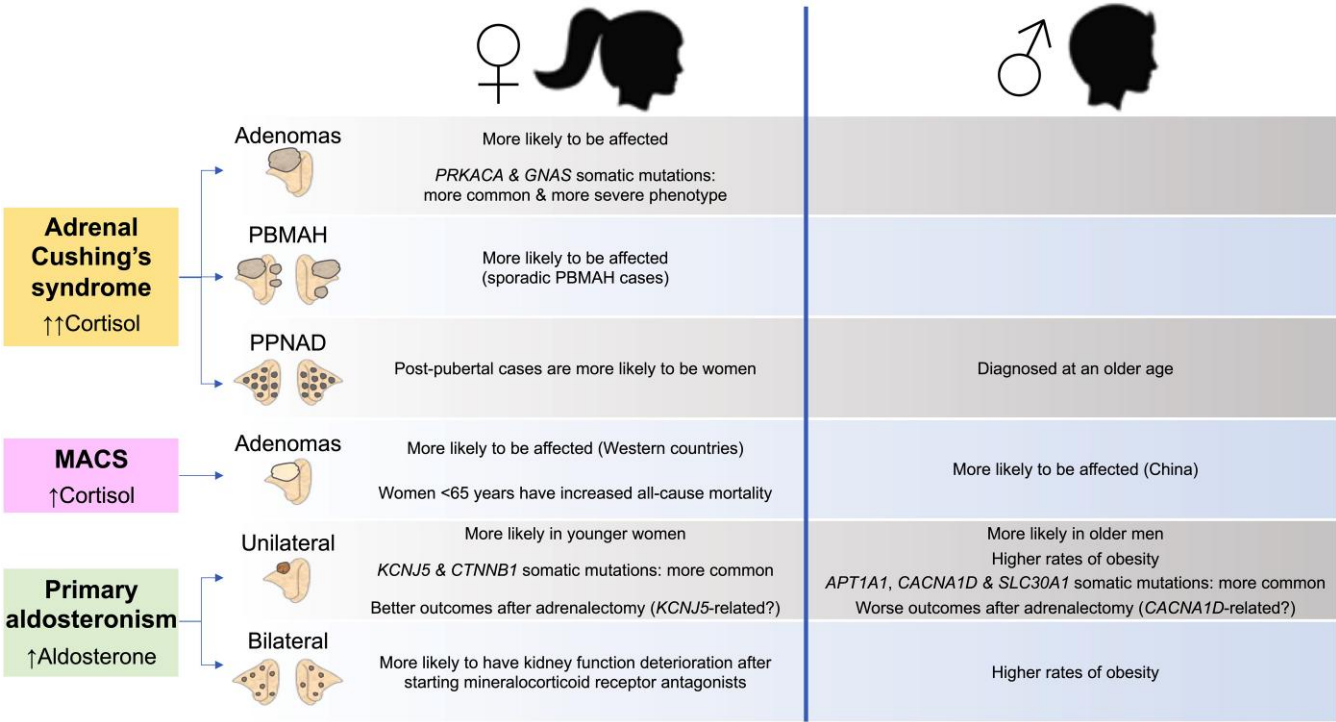 Adenomas
More likely to be affected
PRKACA & GNAS somatic mutations:
more common & more severe phenotype
Adrenal
Cushing's
syndrome
↑↑Cortisol
PBMAH
More likely to be affected
(sporadic PBMAH cases)
PPNAD
Post-pubertal cases are more likely to be women
Diagnosed at an older age
MACS
↑Cortisol
Adenomas
More likely to be affected (Western countries)
Women <65 years have increased all-cause mortality
More likely to be affected (China)
Primary
aldosteronism
↑Aldosterone
Unilateral
More likely in younger women
KCNJ5 & CTNNB1 somatic mutations: more common
Better outcomes after adrenalectomy (KCNJ5-related?)
More likely in older men
Higher rates of obesity
APT1A1, CACNA1D & SLC30A1 somatic mutations: more common
Worse outcomes after adrenalectomy (CACNA1D-related?)
Bilateral
More likely to have kidney function deterioration after
starting mineralocorticoid receptor antagonists
Higher rates of obesity